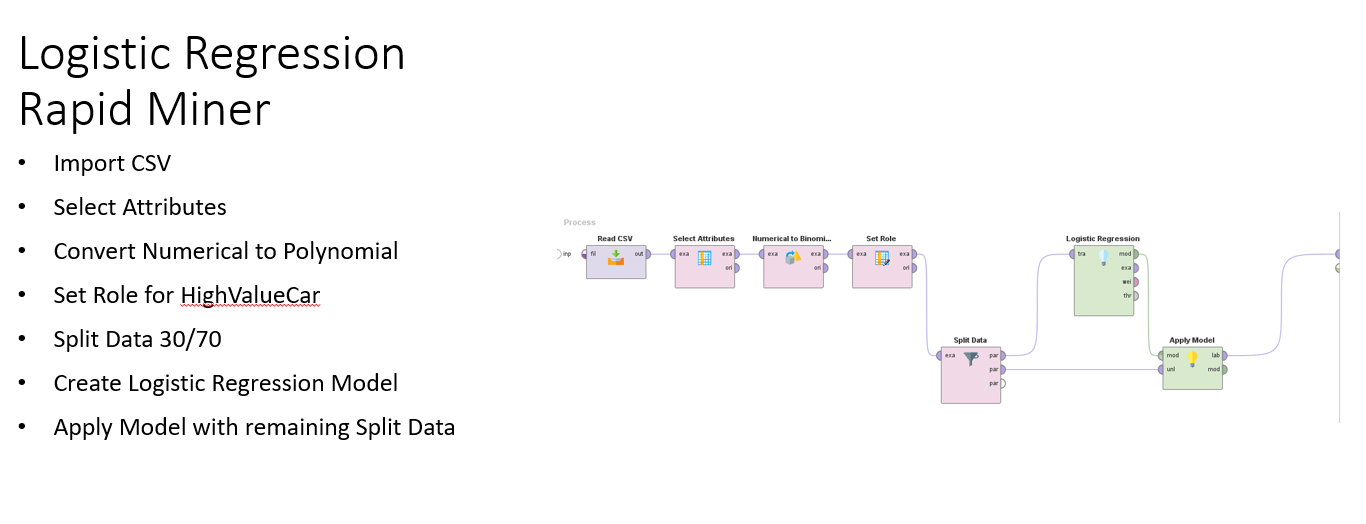 Logistic Regression
Rapid Miner
• Import CSV
• Select Attributes
• Convert Numerical to Polynomial
• Set Role for HighValueCar
• Split Data 30/70
• Create Logistic Regression Model
• Apply Model with remaining Split Data
Process
Read CSV
inp
fil
out
Select Attributes
exa
exa
ori
Numerical to Binomi...
exa
exa
ori
Set Role
exa
exa
ori
Logistic Regression
tra
mod
exa
wei
thr
Split Data
exa
par
par
par
Apply Model
mod
lab
unl
mod